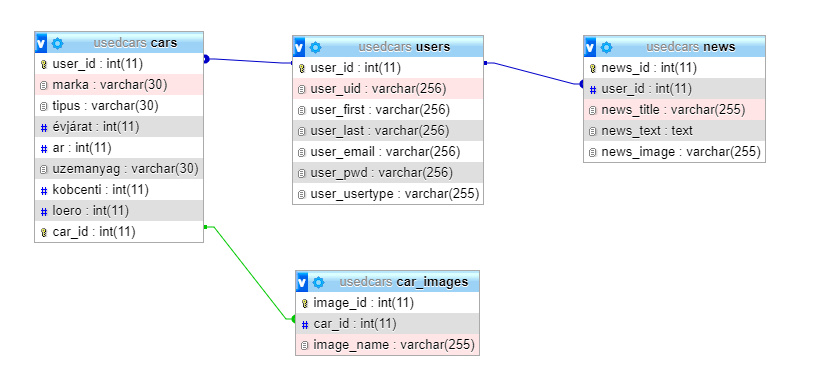 usedcars cars
user_id : int(11)
marka : varchar(30)
tipus : varchar(30)
évjárat : int(11)
ar : int(11)
uzemanyag : varchar(30)
kobcenti : int(11)
loero : int(11)
car_id : int(11)
usedcars users
user_id : int(11)
user_uid : varchar(256)
user_first : varchar(256)
user_last : varchar(256)
user_email : varchar(256)
user_pwd : varchar(256)
user_usertype : varchar(255)
usedcars news
news_id : int(11)
user_id : int(11)
news_title : varchar(255)
news_text : text
news_image : varchar(255)
usedcars car_images
image_id : int(11)
car_id : int(11)
image_name : varchar(255)